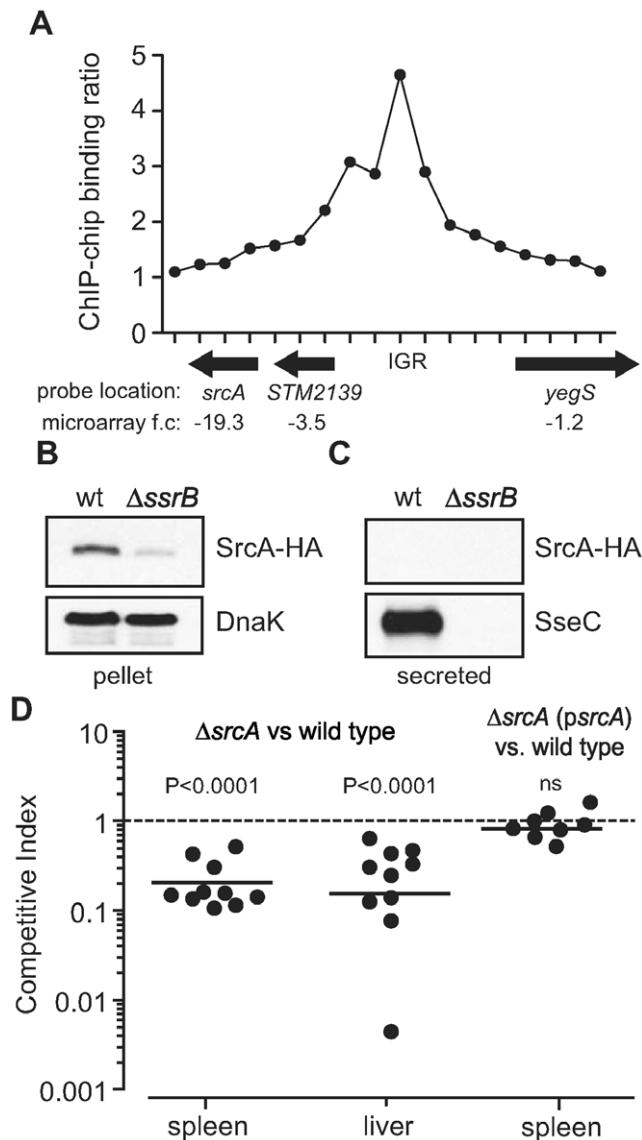 A
ChIP-chip binding ratio
5
4
3
2
1
0
IGR
probe location: srcA STM2139 yegS
microarray f.c: -19.3 -3.5 -1.2
B
wt ΔssrB
SrcA-HA
DnaK
pellet
C
wt ΔssrB
SrcA-HA
SseC
secreted
D
ΔsrcA vs wild type
ΔsrcA (psrcA)
vs. wild type
P<0.0001 P<0.0001 ns
Competitive Index
10
1
0.1
0.01
0.001
spleen liver spleen